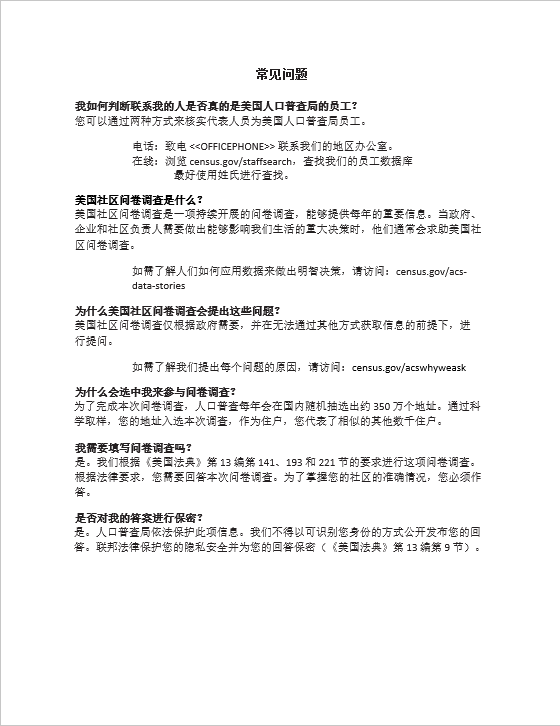 常见问题
我如何判断联系我的人是否真的是美国人口普查局的员工？
您可以通过两种方式来核实代表人员为美国人口普查局员工。
电话：致电 <<OFFICEPHONE>> 联系我们的地区办公室。
在线：浏览 census.gov/staffsearch，查找我们的员工数据库
最好使用姓氏进行查找。
美国社区问卷调查是什么？
美国社区问卷调查是一项持续开展的问卷调查，能够提供每年的重要信息。当政府、
企业和社区负责人需要做出能够影响我们生活的重大决策时，他们通常会求助美国社
区问卷调查。
如需了解人们如何应用数据来做出明智决策，请访问：census.gov/acs-
data-stories
为什么美国社区问卷调查会提出这些问题？
美国社区问卷调查仅根据政府需要，并在无法通过其他方式获取信息的前提下，进
行提问。
如需了解我们提出每个问题的原因，请访问：census.gov/acswhyweask
为什么会选中我来参与问卷调查？
为了完成本次问卷调查，人口普查每年会在国内随机抽选出约 350 万个地址。通过科
学取样，您的地址入选本次调查，作为住户，您代表了相似的其他数千住户。
我需要填写问卷调查吗？
是。我们根据《美国法典》第 13 编第 141、193 和 221 节的要求进行这项问卷调查。
根据法律要求，您需要回答本次问卷调查。为了掌握您的社区的准确情况，您必须作
答。
是否对我的答案进行保密？
是。人口普查局依法保护此项信息。我们不得以可识别您身份的方式公开发布您的回
答。联邦法律保护您的隐私安全并为您的回答保密（《美国法典》第 13 编第 9 节）。